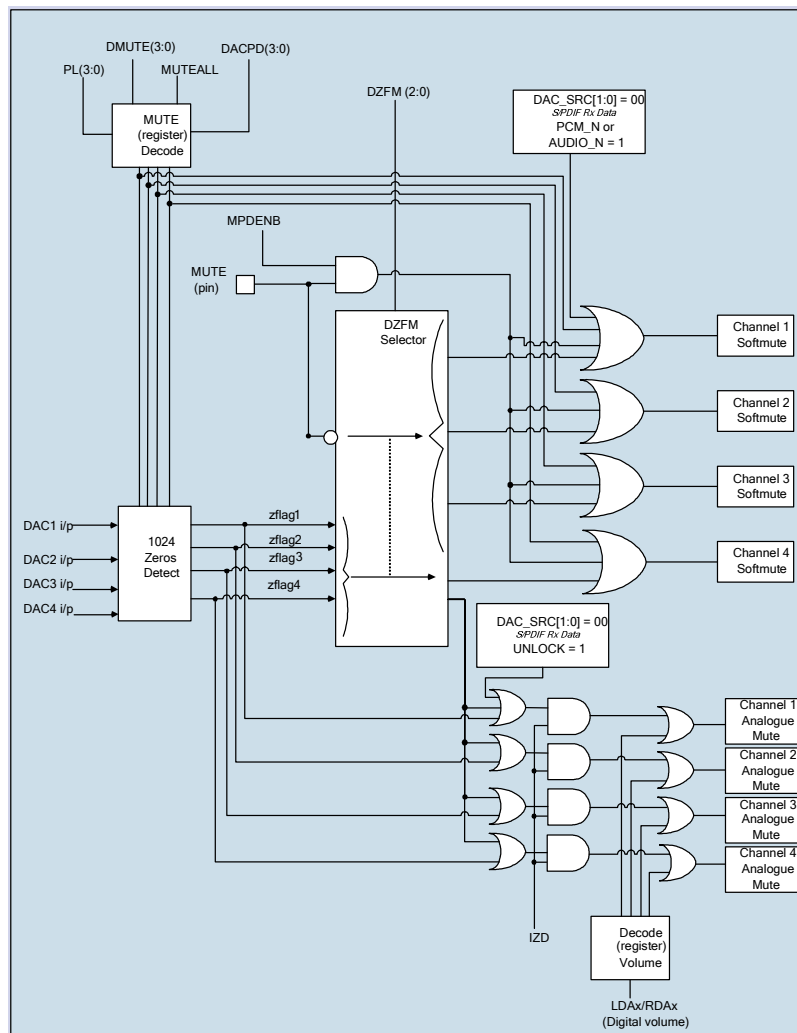 DMUTE(3:0)
DACPD(3:0)
PL(3:0)
MUTEALL
DZFM (2:0)
MUTE
(register)
Decode
DAC_SRC[1:0] = 00
S/PDIF Rx Data
PCM_N or
AUDIO_N = 1
MPDENB
MUTE
(pin)
DZFM
Selector
Channel 1
Softmute
Channel 2
Softmute
Channel 3
Softmute
Channel 4
Softmute
DAC1 i/p
DAC2 i/p
DAC3 i/p
DAC4 i/p
1024
Zeros
Detect
zflag1
zflag2
zflag3
zflag4
DAC_SRC[1:0] = 00
S/PDIF Rx Data
UNLOCK = 1
Channel 1
Analogue
Mute
Channel 2
Analogue
Mute
Channel 3
Analogue
Mute
Channel 4
Analogue
Mute
IZD
Decode
(register)
Volume
LDAx/RDAx
(Digital volume)